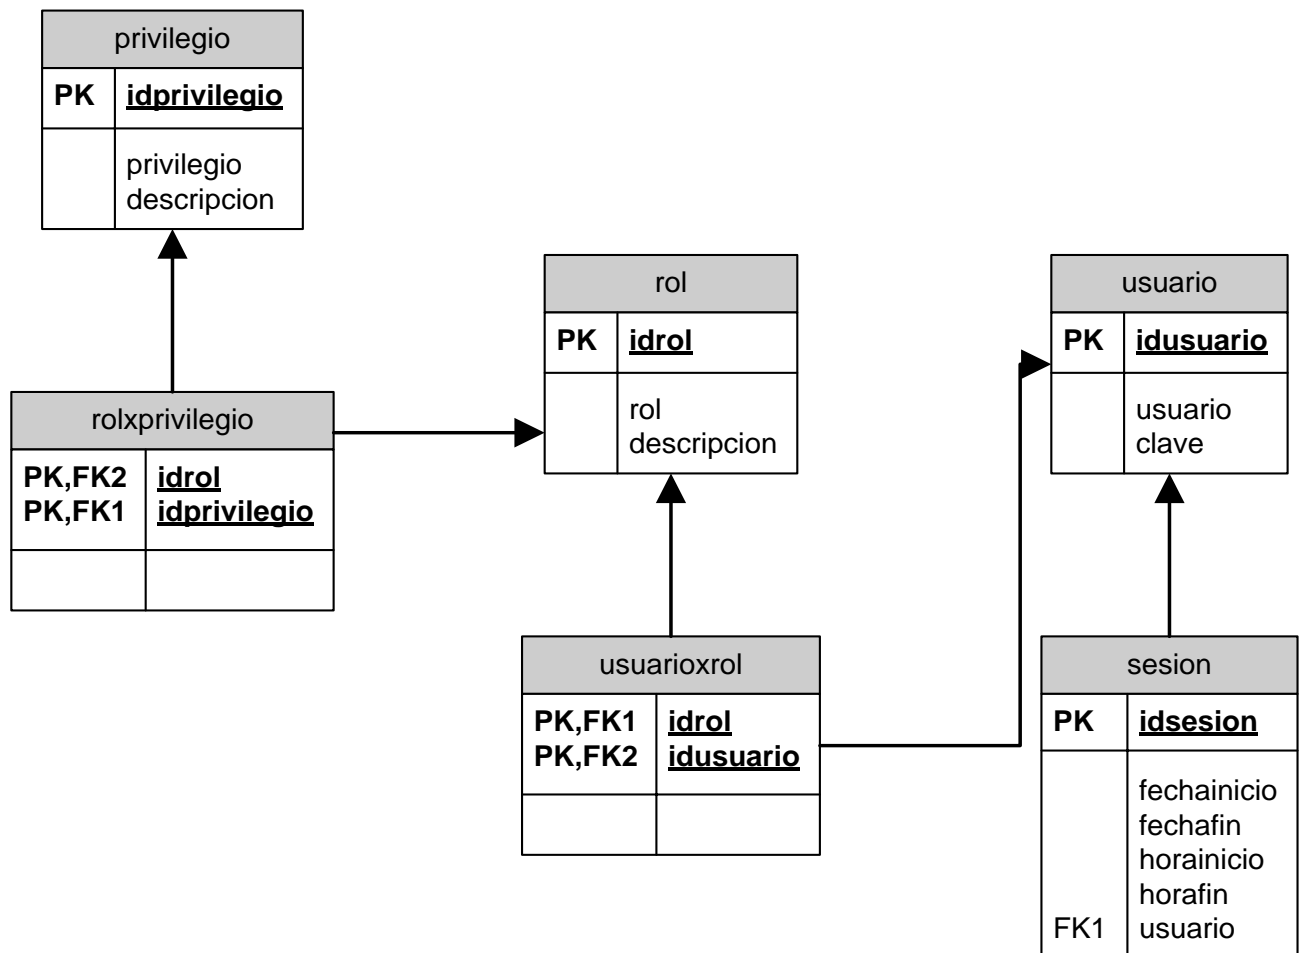 privilegio
PK idprivilegio
privilegio
descripcion
rol
PK idrol
rol
descripcion
usuario
PK idusuario
usuario
clave
rolxprivilegio
PK,FK2 idrol
PK,FK1 idprivilegio
usuarioxrol
PK,FK1 idrol
PK,FK2 idusuario
sesion
PK idsesion
fechainicio
fechafin
horainicio
horafin
FK1 usuario